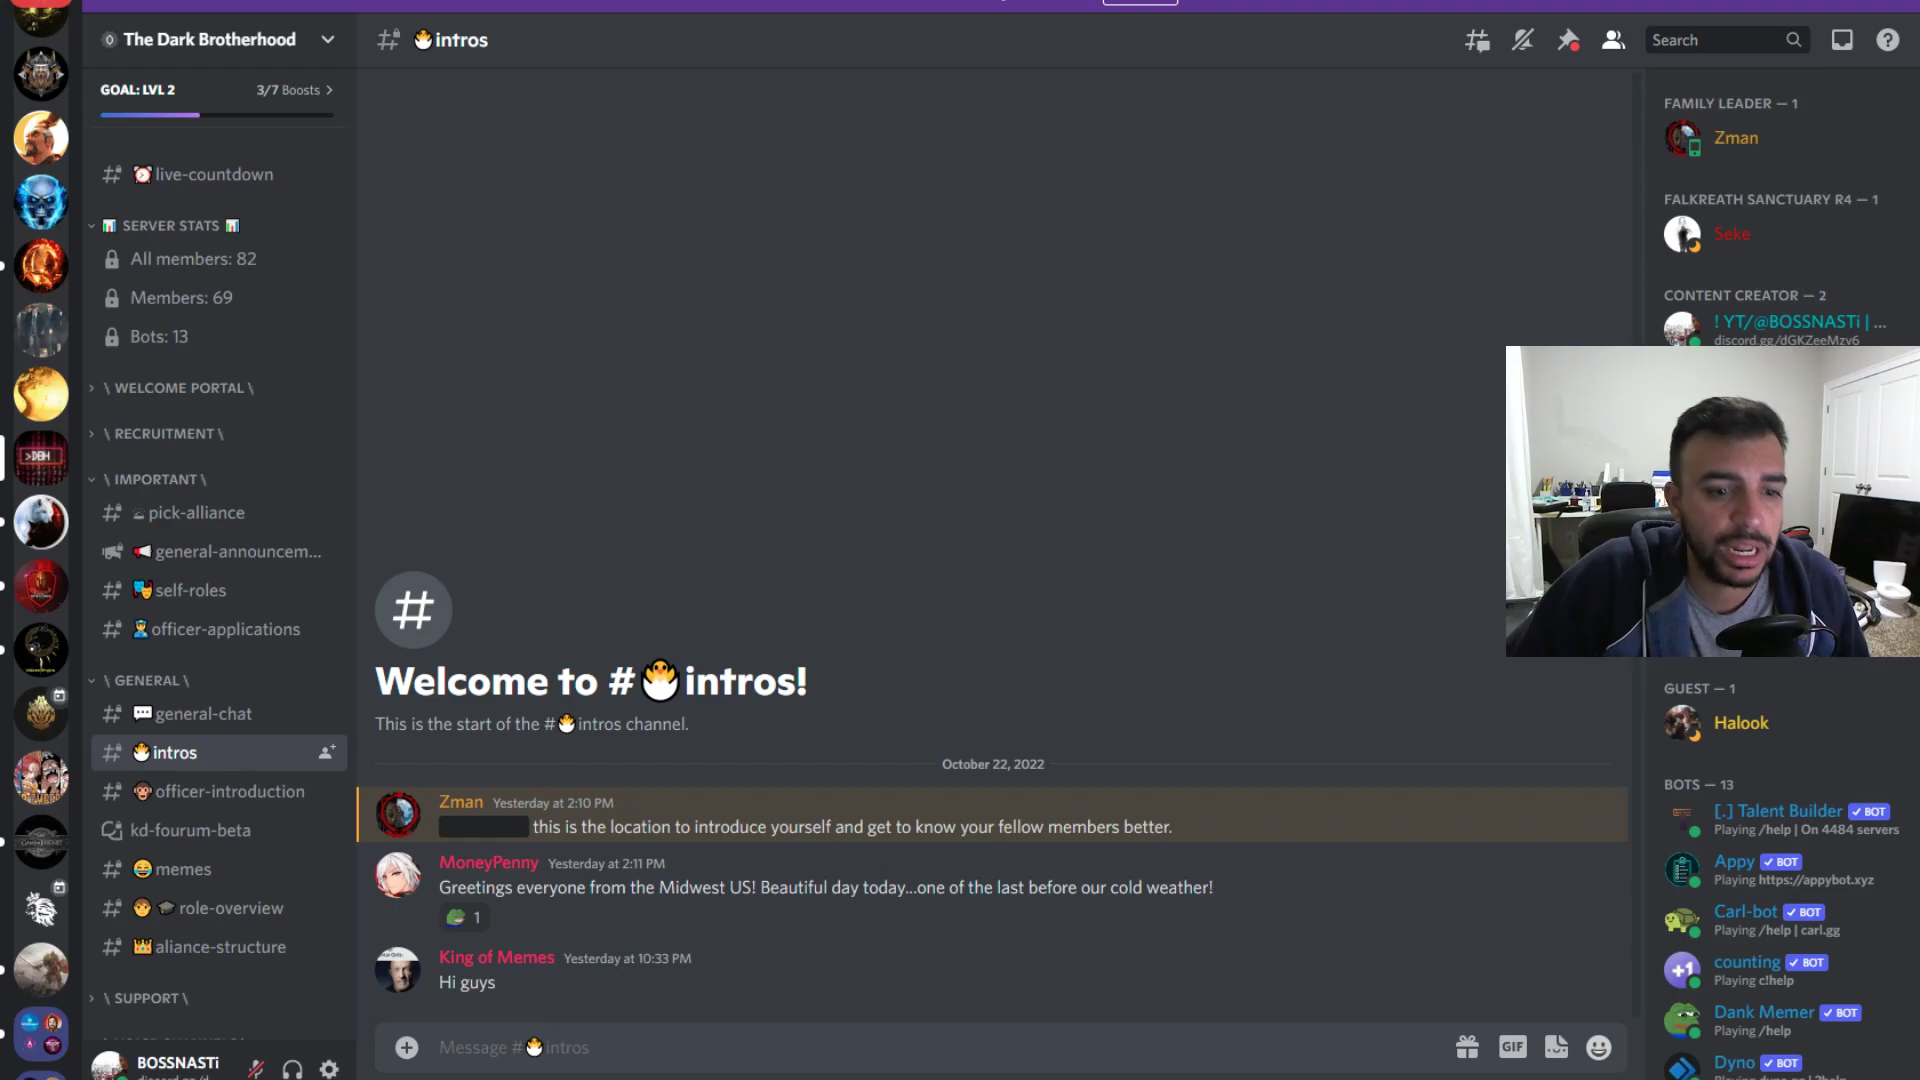 The Dark Brotherhood
GOAL: LVL 2
3/7 Boosts
live-countdown
SERVER STATS
All members: 82
Members: 69
Bots: 13
\ WELCOME PORTAL \
\ RECRUITMENT \
>DBH
\ IMPORTANT \
pick-alliance
general-announcem...
self-roles
officer-applications
\ GENERAL \
general-chat
intros
officer-introduction
kd-fourum-beta
memes
role-overview
aliance-structure
\ SUPPORT \
BOSSNASTi
# intros
Search
Welcome to # intros!
This is the start of the # intros channel.
October 22, 2022
Zman Yesterday at 2:10 PM
this is the location to introduce yourself and get to know your fellow members better.
MoneyPenny Yesterday at 2:11 PM
Greetings everyone from the Midwest US! Beautiful day today...one of the last before our cold weather!
1
King of Memes Yesterday at 10:33 PM
Hi guys
Message # intros
GIF
FAMILY LEADER — 1
Zman
FALKREATH SANCTUARY R4 — 1
Seke
CONTENT CREATOR — 2
! YT/@BOSSNASTi | ...
discord.gg/dGKZeeMzv6
GUEST — 1
Halook
BOTS — 13
[.] Talent Builder BOT
Playing /help | On 4484 servers
Appy BOT
Playing https://appybot.xyz
Carl-bot BOT
Playing /help | carl.gg
+1
counting BOT
Playing c!help
Dank Memer BOT
Playing /help
Dyno BOT